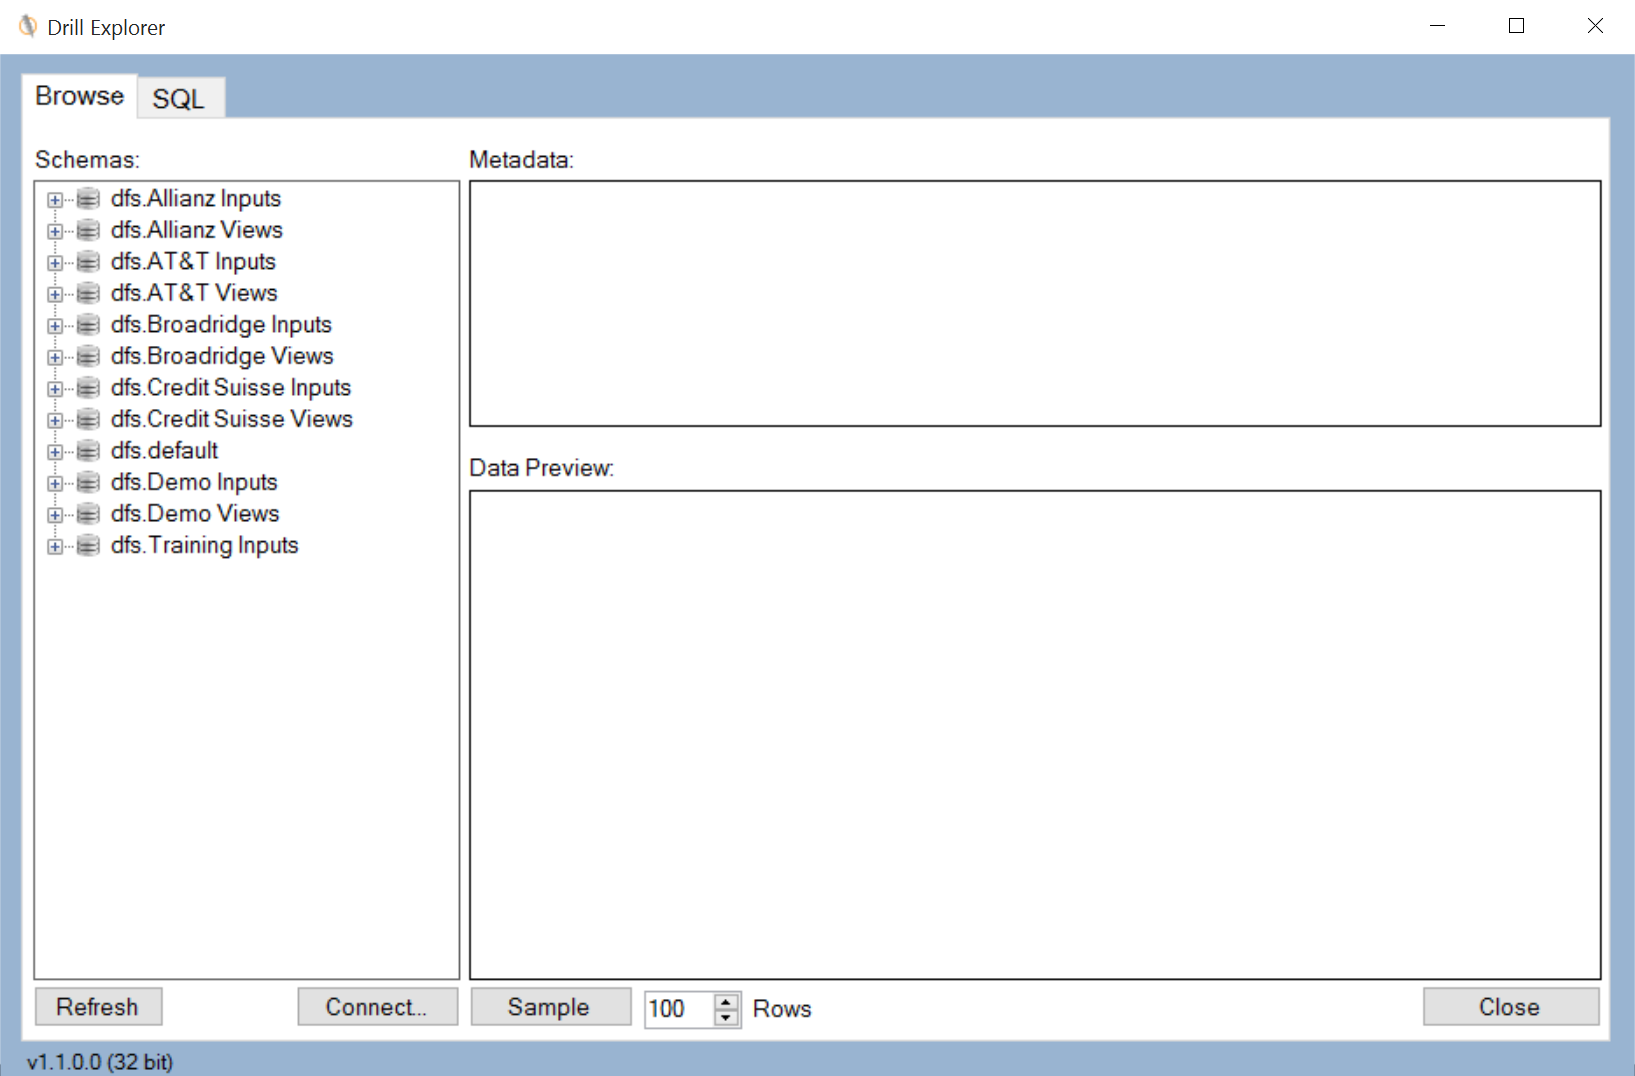 Drill Explorer
Browse
SQL
Schemas:
dfs.Allianz Inputs
dfs.Allianz Views
dfs.AT&T Inputs
dfs.AT&T Views
dfs.Broadridge Inputs
dfs.Broadridge Views
dfs.Credit Suisse Inputs
dfs.Credit Suisse Views
dfs.default
dfs.Demo Inputs
dfs.Demo Views
dfs.Training Inputs
Metadata:
Data Preview:
Refresh
Connect...
Sample
100
Rows
Close
v1.1.0.0 (32 bit)